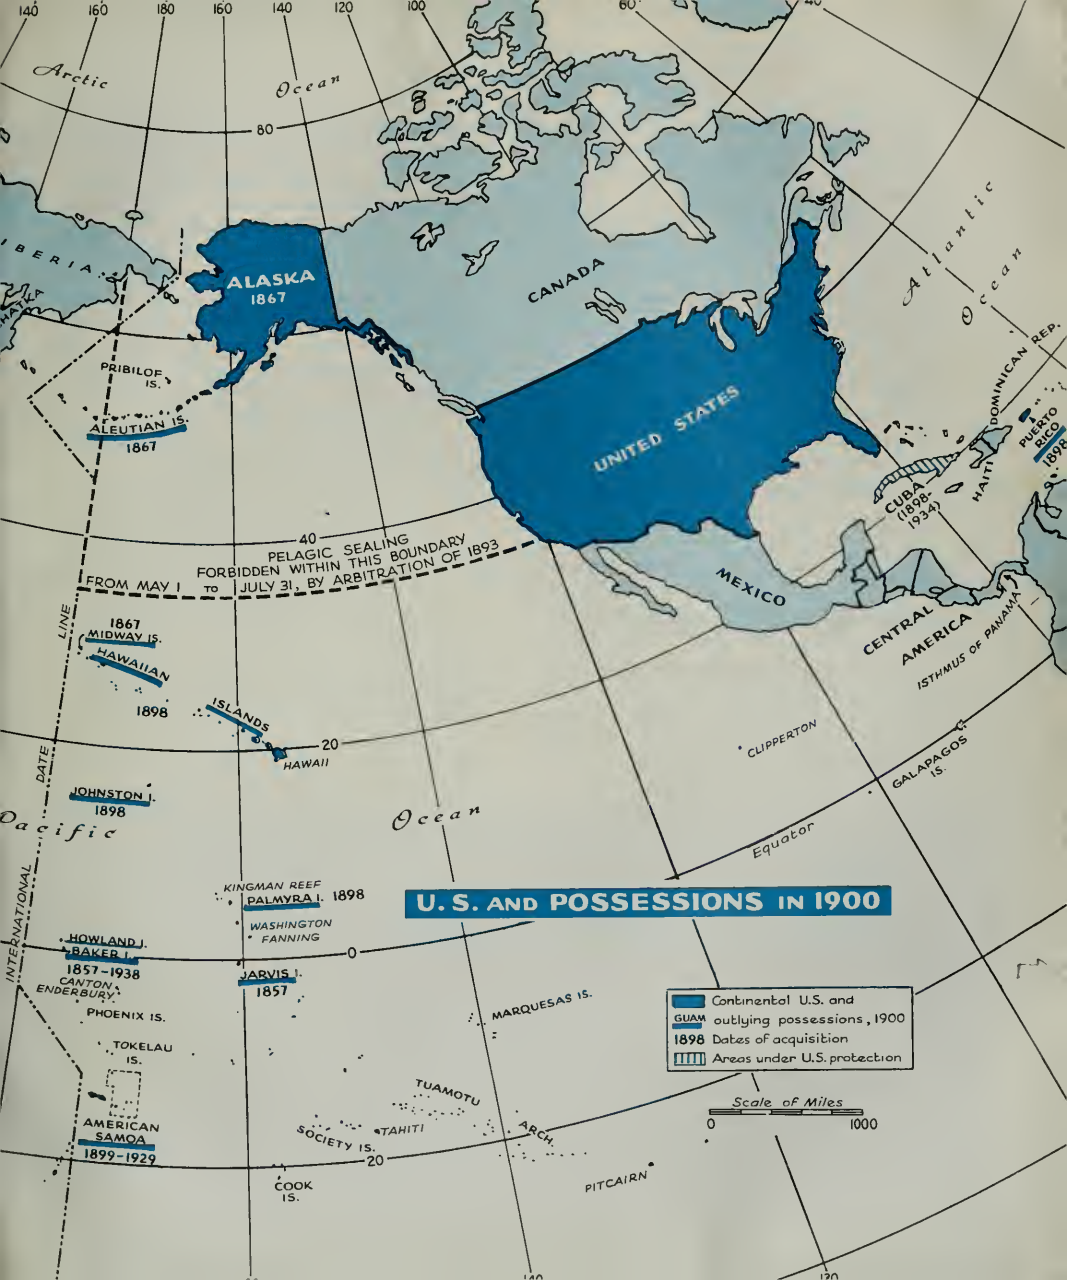 140
160
180
160
140
120
100
60
40
Arctic
Ocean
80
IBERIA
ALASKA
1867
CANADA
Atlantic
Ocean
PRIBILOF
IS.
ALEUTIAN IS.
1867
UNITED STATES
DOMINICAN REP.
HAITI
PUERTO
RICO
1898
CUBA
(1898-
1934)
40
PELAGIC SEALING
FORBIDDEN WITHIN THIS BOUNDARY
FROM MAY 1 TO JULY 31, BY ARBITRATION OF 1893
MEXICO
CENTRAL
AMERICA
ISTHMUS OF PANAMA
1867
MIDWAY IS.
HAWAIIAN
ISLANDS
1898
20
HAWAII
CLIPPERTON
GALAPAGOS
IS.
JOHNSTON I.
1898
Pacific
Ocean
Equator
INTERNATIONAL DATE LINE
KINGMAN REEF
PALMYRA I. 1898
WASHINGTON
FANNING
U.S. AND POSSESSIONS IN 1900
HOWLAND I.
BAKER I.
1857-1938
0
CANTON
ENDERBURY
JARVIS I.
1857
PHOENIX IS.
MARQUESAS IS.
Continental U.S. and
GUAM outlying possessions, 1900
1898 Dates of acquisition
Areas under U.S. protection
TOKELAU
IS.
TUAMOTU
ARCH.
Scale of Miles
0 1000
AMERICAN
SAMOA
1899-1929
SOCIETY IS.
TAHITI
20
COOK
IS.
PITCAIRN
140
120